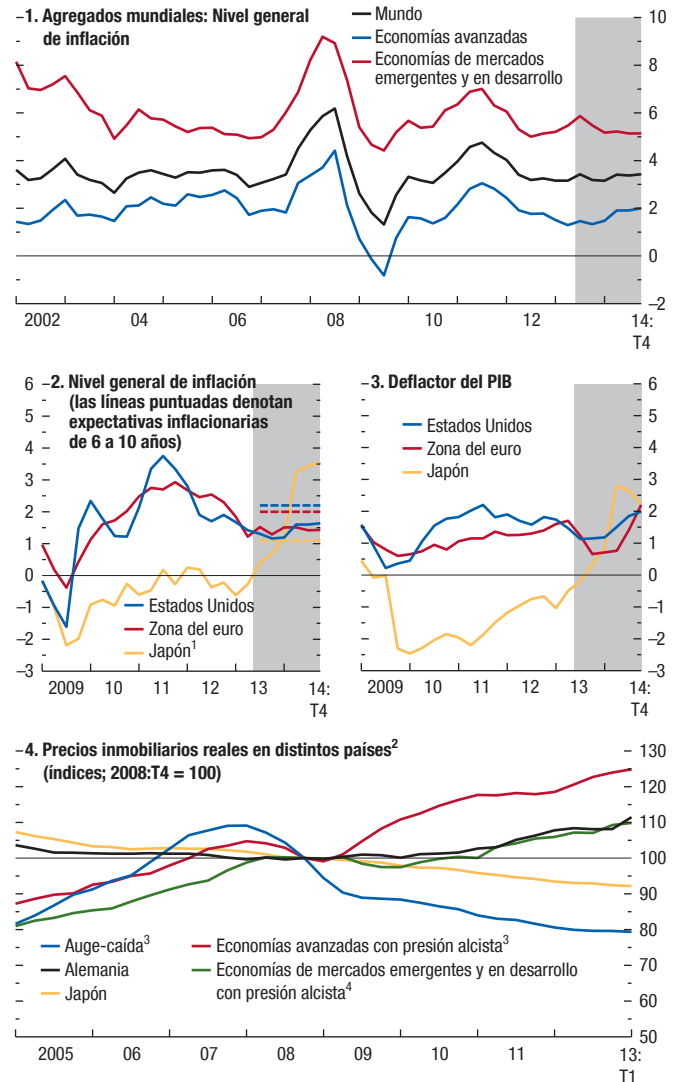 1. Agregados mundiales: Nivel general
de inflación
Mundo
Economías avanzadas
Economías de mercados
emergentes y en desarrollo
10
8
6
4
2
0
–2
2002 04 06 08 10 12 14:
T4
2. Nivel general de inflación
(las líneas puntuadas denotan
expectativas inflacionarias
de 6 a 10 años)
6
5
4
3
2
1
0
–1
–2
–3
Estados Unidos
Zona del euro
Japón1
2009 10 11 12 13 14:
T4
3. Deflactor del PIB
Estados Unidos
Zona del euro
Japón
6
5
4
3
2
1
0
–1
–2
–3
2009 10 11 12 13 14:
T4
4. Precios inmobiliarios reales en distintos países2
(índices; 2008:T4 = 100)
130
120
110
100
90
80
70
60
50
Auge-caída3
Alemania
Japón
Economías avanzadas con presión alcista3
Economías de mercados emergentes y en desarrollo
con presión alcista4
2005 06 07 08 09 10 11 11 13:
T1